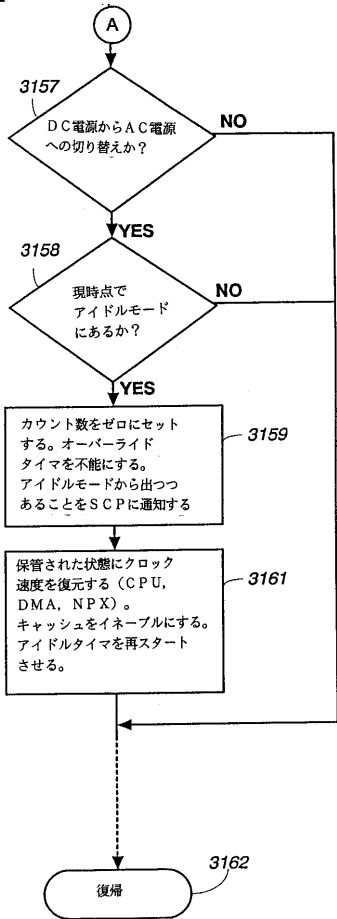 A
3157
DC電源からAC電源
への切り替えか?
NO
YES
3158
現時点で
アイドルモード
にあるか?
NO
YES
カウント数をゼロにセット
する。オーバーライド
タイマを不能にする。
アイドルモードから出つつ
あることをSCPに通知する
3159
保管された状態にクロック
速度を復元する(CPU,
DMA, NPX)。
キャッシュをイネーブルにする。
アイドルタイマを再スタート
させる。
3161
3162
復帰